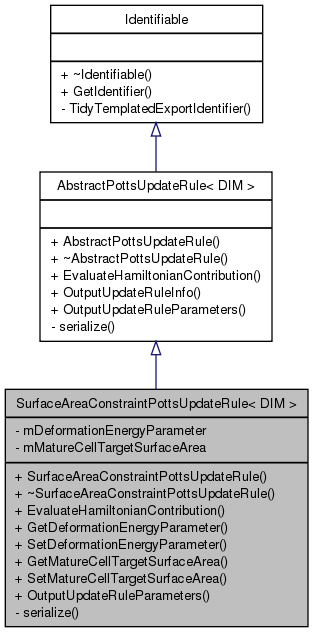 Identifiable
+ ~Identifiable()
+ GetIdentifier()
- TidyTemplatedExportIdentifier()
AbstractPottsUpdateRule< DIM >
+ AbstractPottsUpdateRule()
+ ~AbstractPottsUpdateRule()
+ EvaluateHamiltonianContribution()
+ OutputUpdateRuleInfo()
+ OutputUpdateRuleParameters()
- serialize()
SurfaceAreaConstraintPottsUpdateRule< DIM >
- mDeformationEnergyParameter
- mMatureCellTargetSurfaceArea
+ SurfaceAreaConstraintPottsUpdateRule()
+ ~SurfaceAreaConstraintPottsUpdateRule()
+ EvaluateHamiltonianContribution()
+ GetDeformationEnergyParameter()
+ SetDeformationEnergyParameter()
+ GetMatureCellTargetSurfaceArea()
+ SetMatureCellTargetSurfaceArea()
+ OutputUpdateRuleParameters()
- serialize()